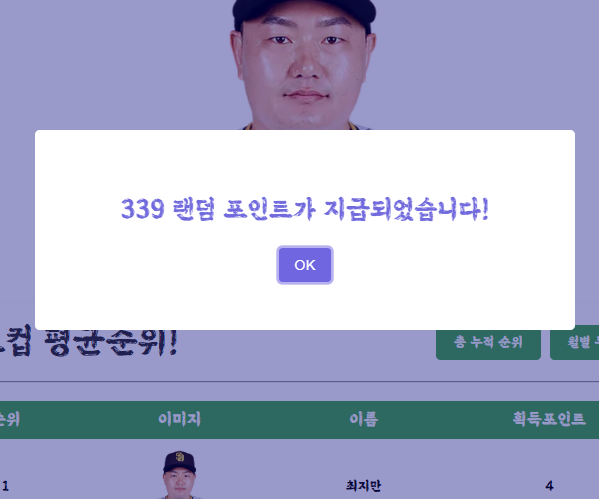 339 랜덤 포인트가 지급되었습니다!
OK
컵 평균순위!
총 누적 순위
월별
순위 이미지 이름 획득포인트
1 최지만 4